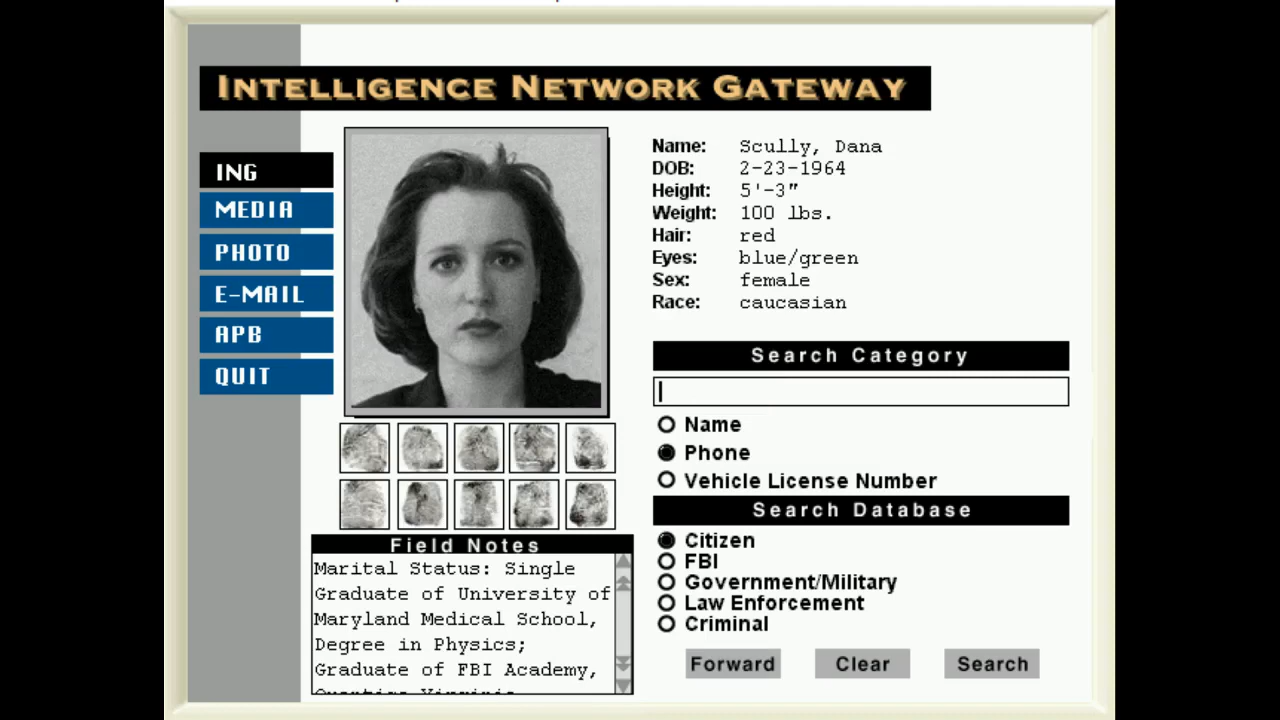 INTELLIGENCE NETWORK GATEWAY
ING
MEDIA
PHOTO
E-MAIL
APB
QUIT
Name: Scully, Dana
DOB: 2-23-1964
Height: 5'-3"
Weight: 100 lbs.
Hair: red
Eyes: blue/green
Sex: female
Race: caucasian
Search Category
Name
Phone
Vehicle License Number
Search Database
Citizen
FBI
Government/Military
Law Enforcement
Criminal
Forward Clear Search
Field Notes
Marital Status: Single
Graduate of University of
Maryland Medical School,
Degree in Physics;
Graduate of FBI Academy,